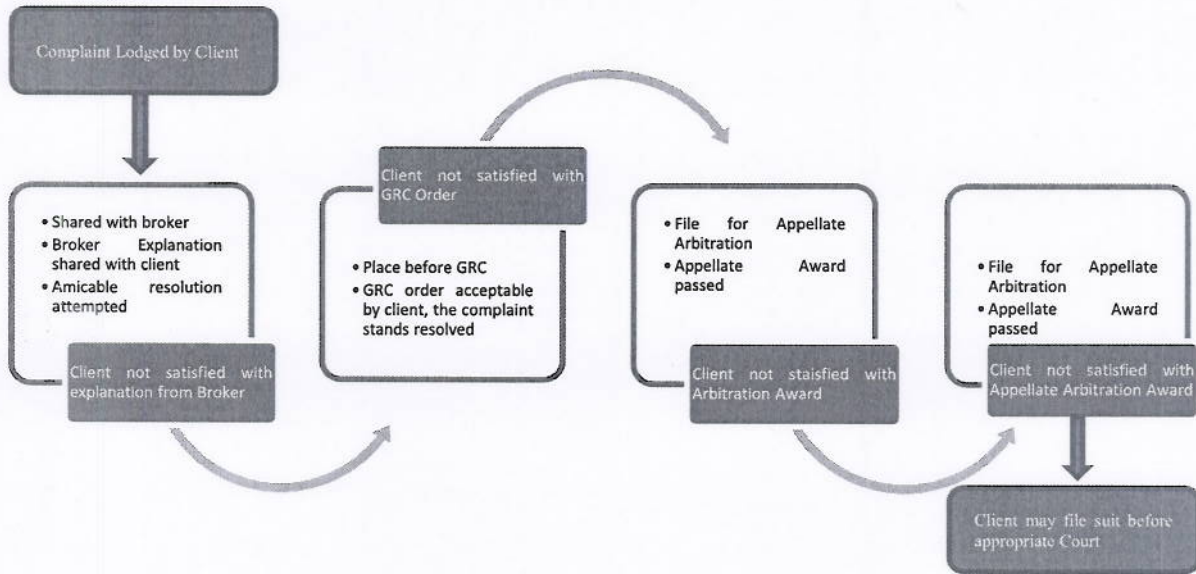 Complaint Lodged by Client
• Shared with broker
• Broker Explanation
shared with client
• Amicable resolution
attempted
Client not satisfied with
explanation from Broker
Client not satisfied with
GRC Order
• Place before GRC
• GRC order acceptable
by client, the complaint
stands resolved
• File for Appellate
Arbitration
• Appellate Award
passed
Client not staisfied with
Arbitration Award
• File for Appellate
Arbitration
• Appellate Award
passed
Client not satisfied with
Appellate Arbitration Award
Client may file suit before
appropriate Court